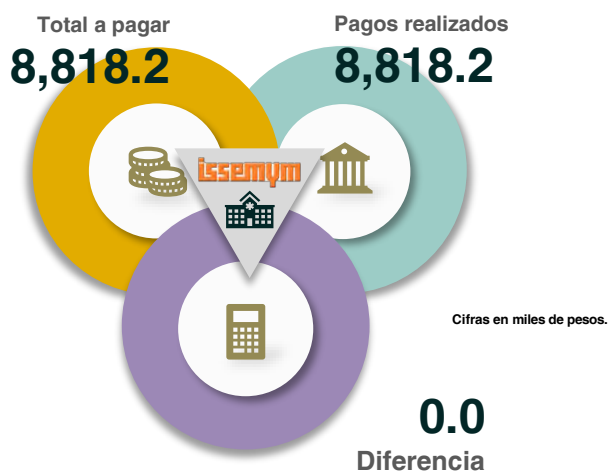 Total a pagar
8,818.2
Pagos realizados
8,818.2
issemym
Cifras en miles de pesos.
0.0
Diferencia